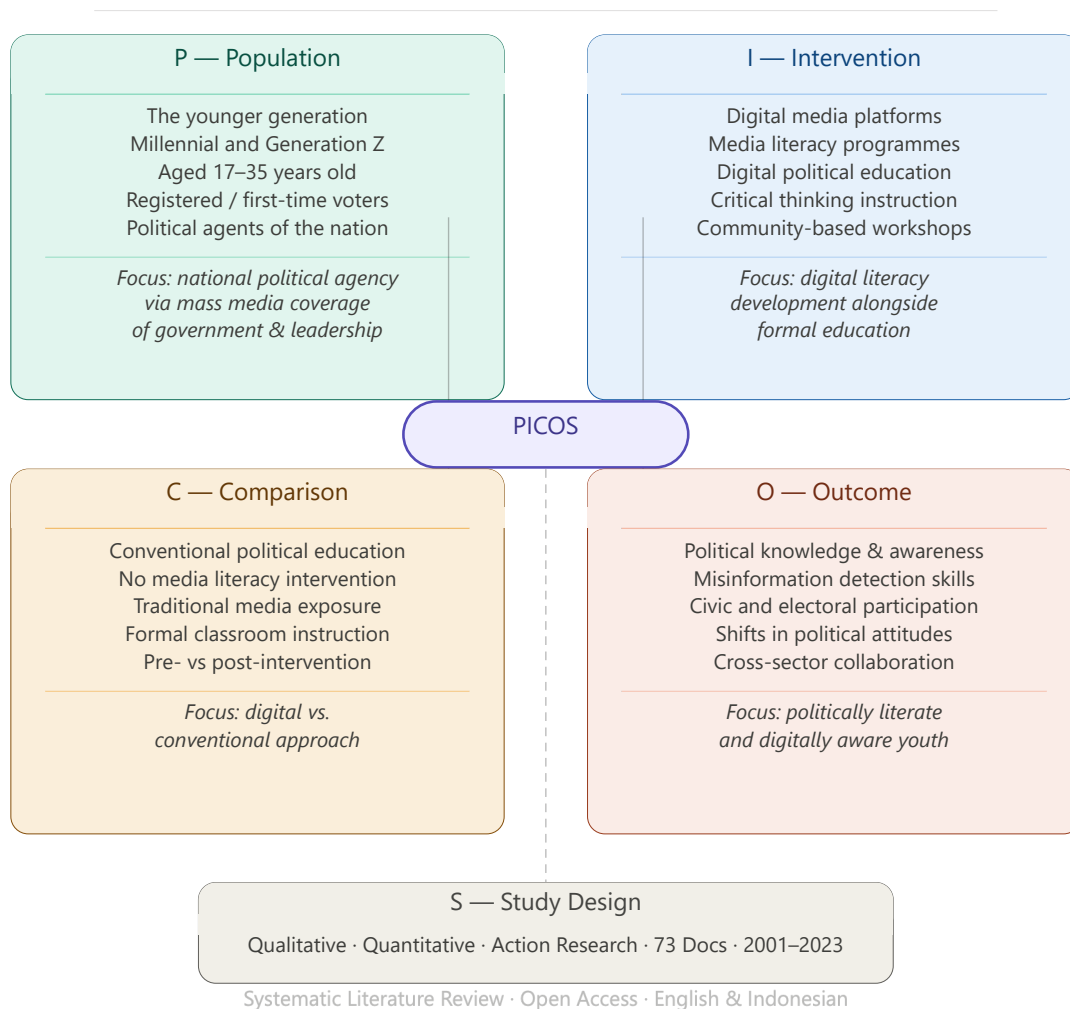 P — Population
The younger generation
Millennial and Generation Z
Aged 17–35 years old
Registered / first-time voters
Political agents of the nation
Focus: national political agency
via mass media coverage
of government & leadership
I — Intervention
Digital media platforms
Media literacy programmes
Digital political education
Critical thinking instruction
Community-based workshops
Focus: digital literacy
development alongside
formal education
PICOS
C — Comparison
Conventional political education
No media literacy intervention
Traditional media exposure
Formal classroom instruction
Pre- vs post-intervention
Focus: digital vs.
conventional approach
O — Outcome
Political knowledge & awareness
Misinformation detection skills
Civic and electoral participation
Shifts in political attitudes
Cross-sector collaboration
Focus: politically literate
and digitally aware youth
S — Study Design
Qualitative · Quantitative · Action Research · 73 Docs · 2001–2023
Systematic Literature Review · Open Access · English & Indonesian